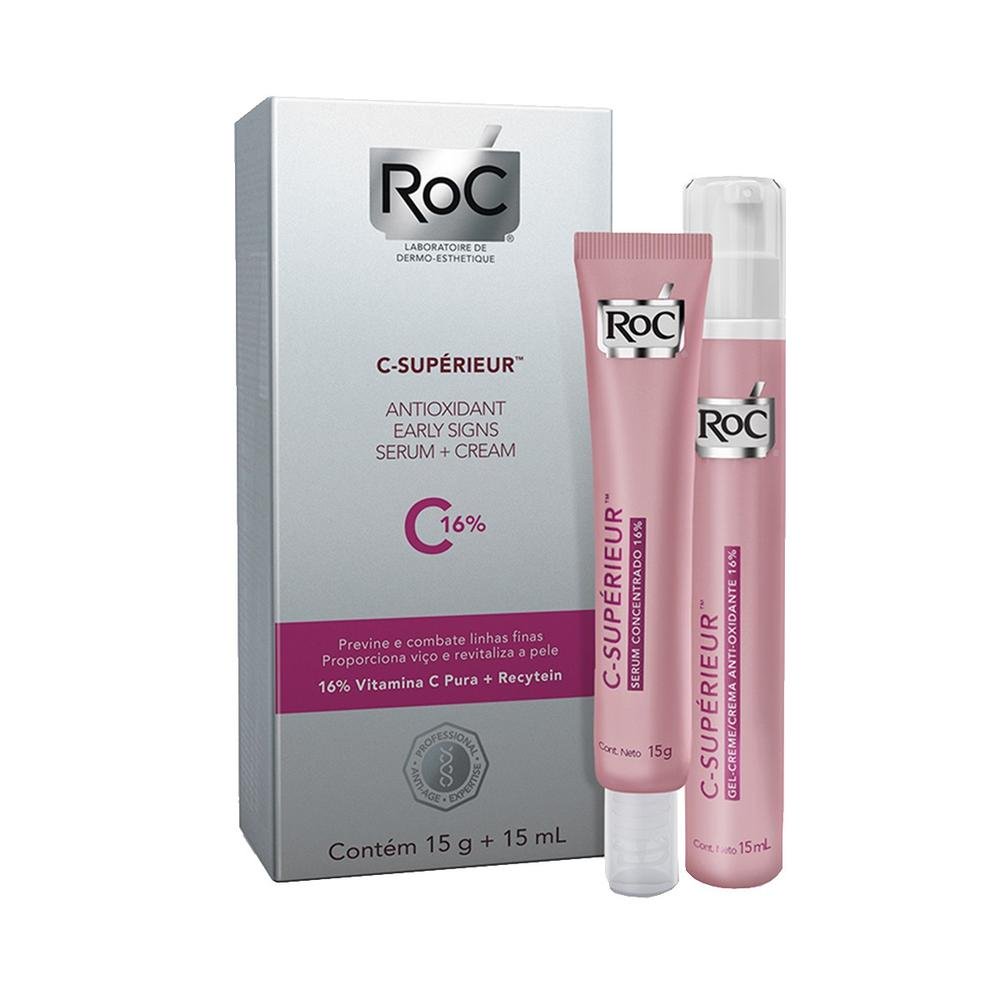 RoC
®
LABORATOIRE DE
DERMO-ESTHETIQUE
C-SUPÉRIEUR™
ANTIOXIDANT
EARLY SIGNS
SERUM + CREAM
C16%
Previne e combate linhas finas
Proporciona viço e revitaliza a pele
16% Vitamina C Pura + Recytein
PROFESSIONAL
ANTI-AGE • EXPERTISE
Contém 15 g + 15 mL
RoC
C-SUPÉRIEUR™
SERUM CONCENTRADO 16%
Cont. Neto 15g
RoC
C-SUPÉRIEUR™
GEL-CREME/CREMA ANTI-OXIDANTE 16%
Cont. Neto 15mL